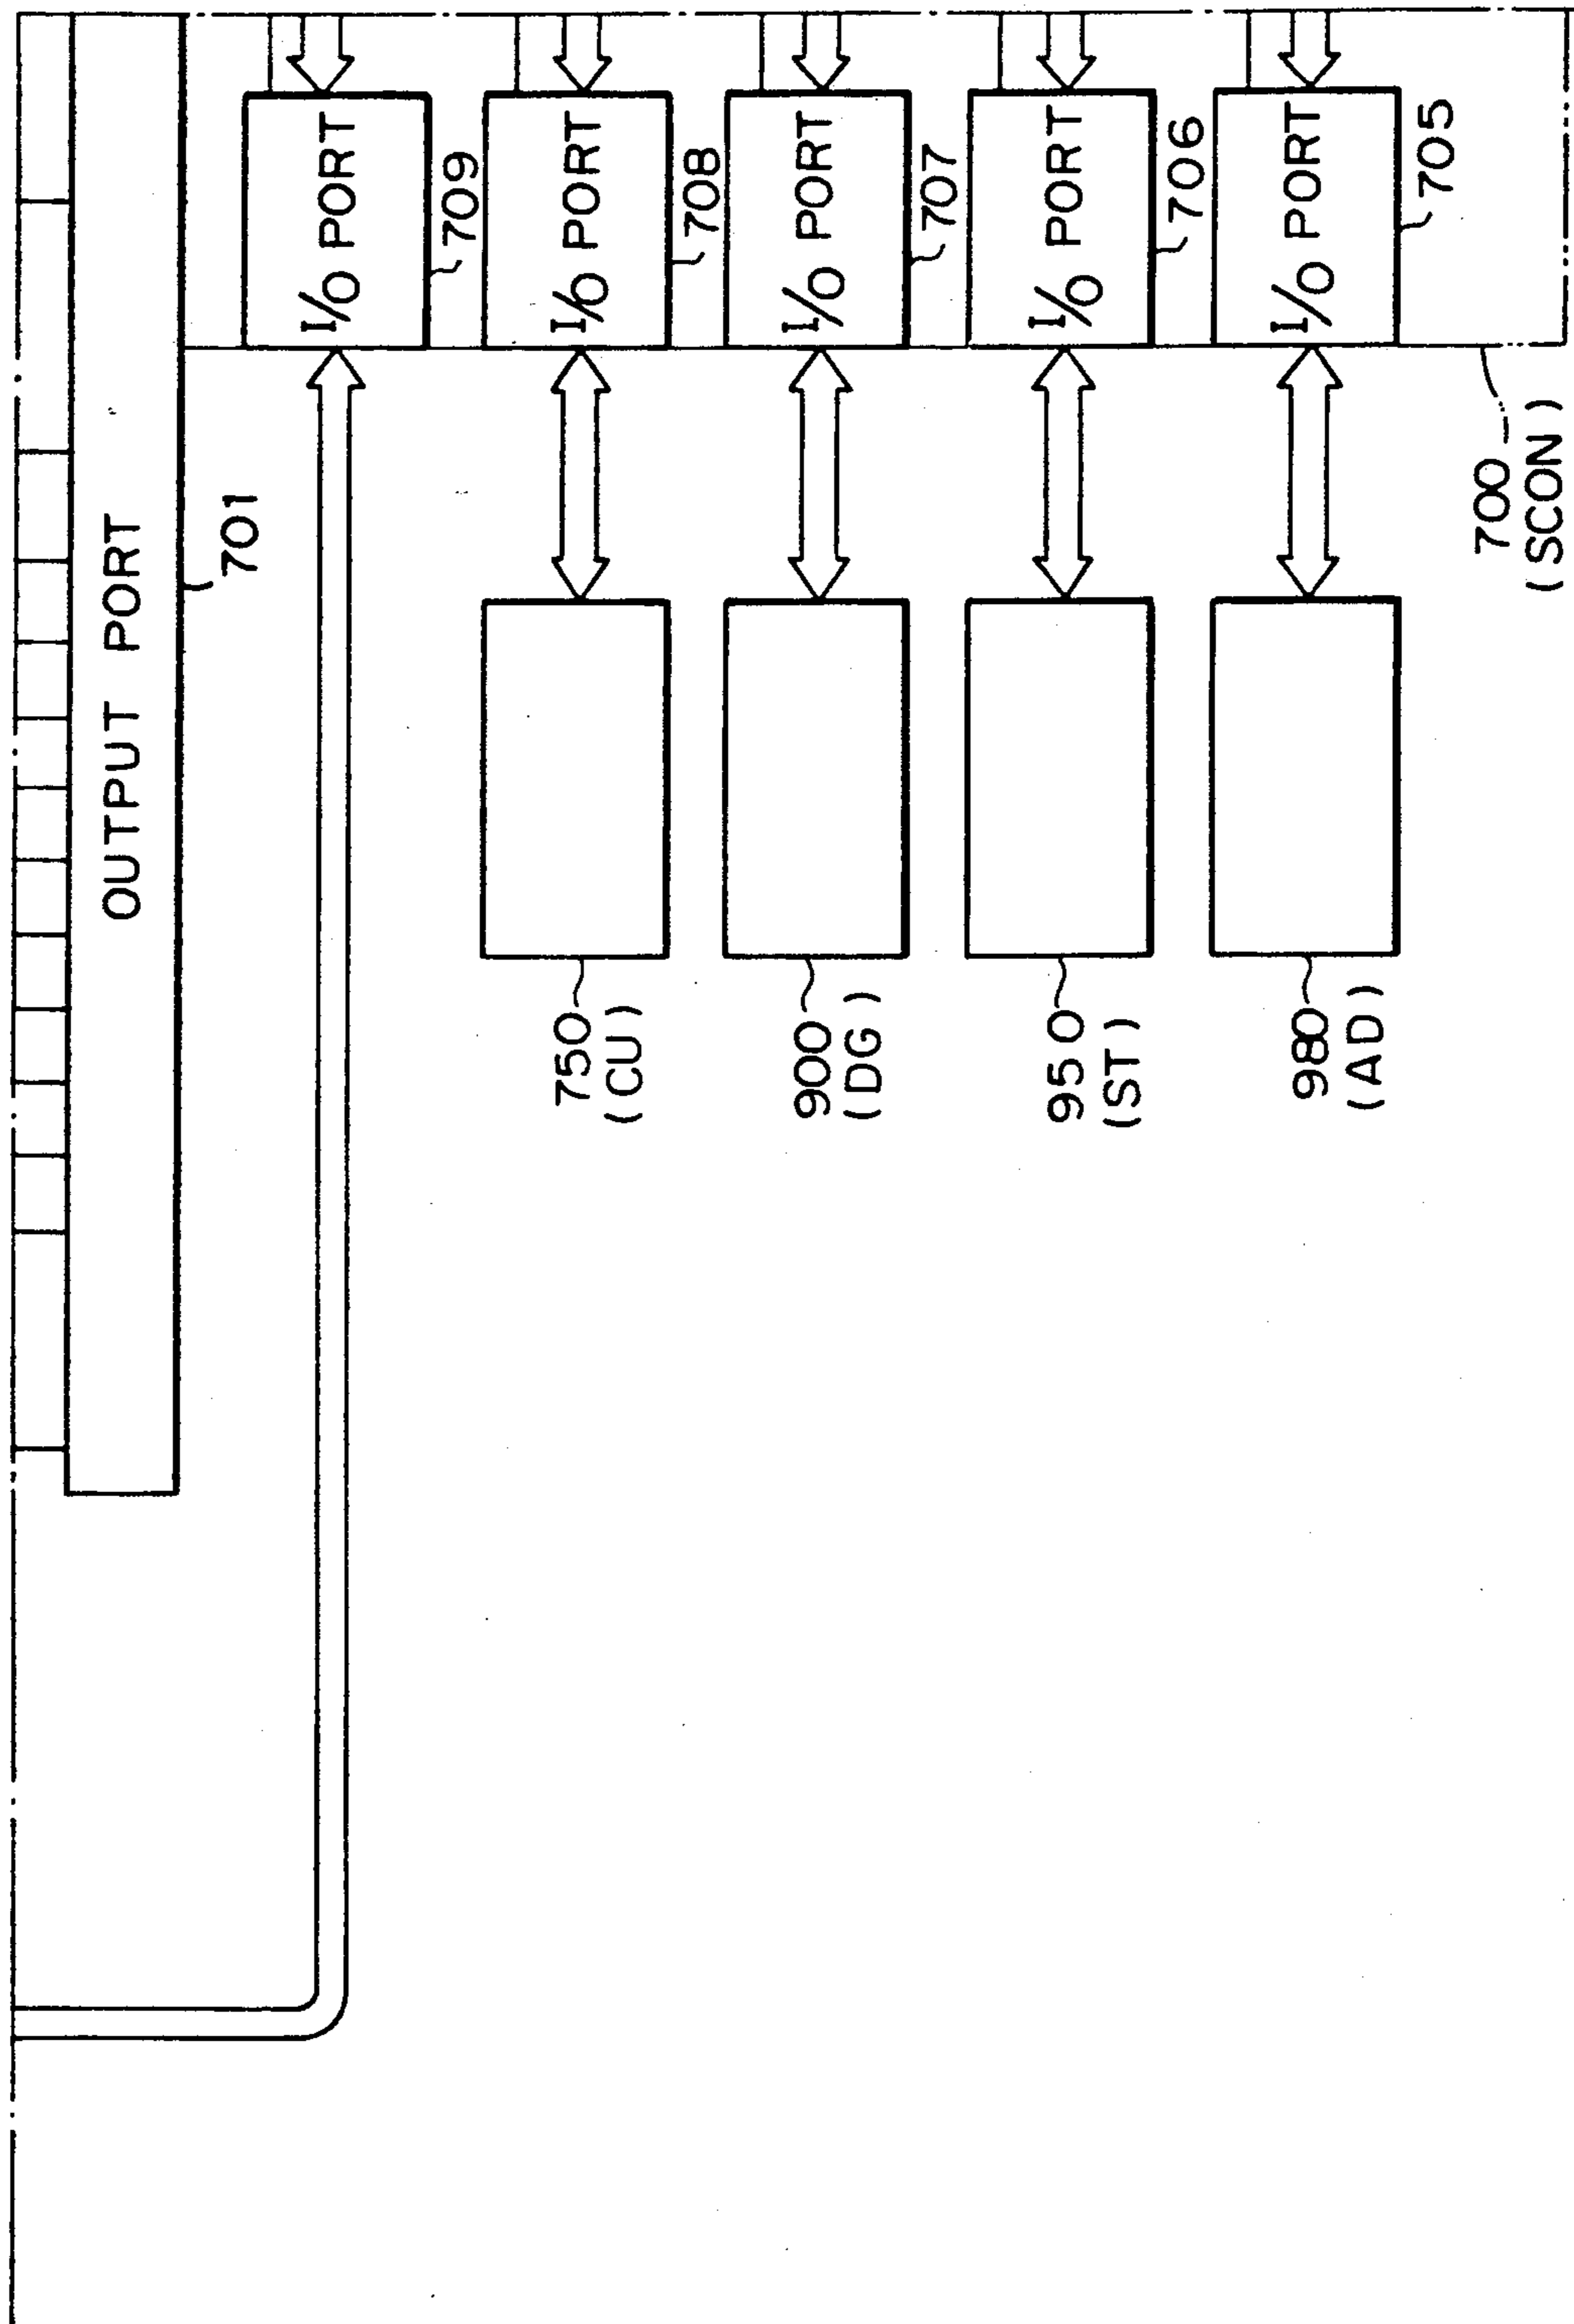 OUTPUT PORT
701
I/O PORT
709
750
(CU)
I/O PORT
708
900
(DG)
I/O PORT
707
950
(ST)
I/O PORT
706
980
(AD)
I/O PORT
705
700
(SCON)